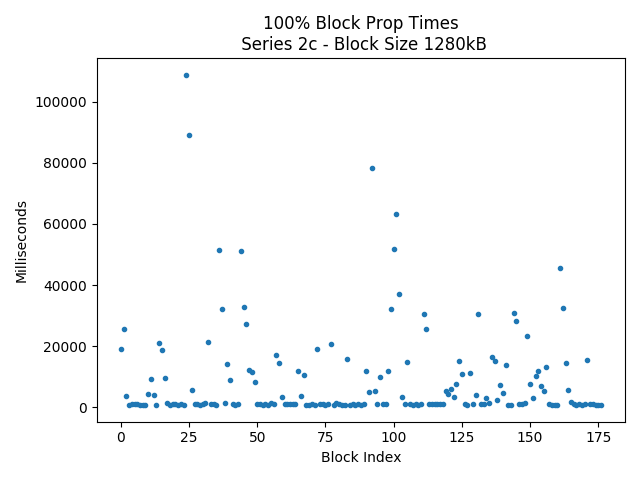 100% Block Prop Times
Series 2c - Block Size 1280kB
100000
80000
60000
40000
20000
0
Milliseconds
0 25 50 75 100 125 150 175
Block Index